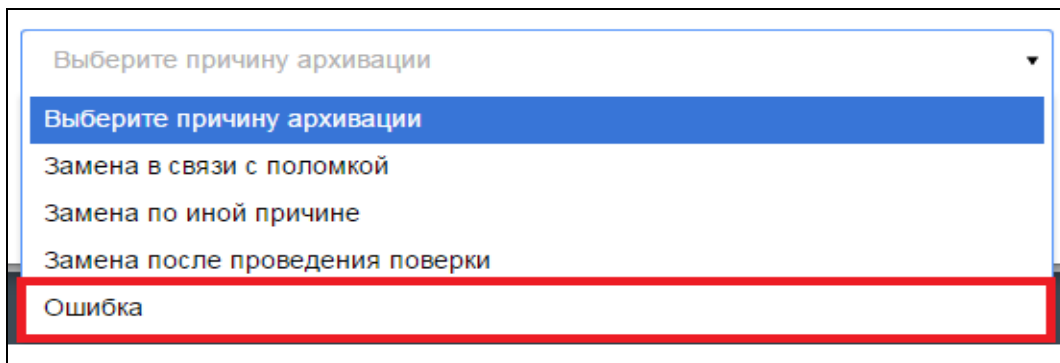 Выберите причину архивации
Выберите причину архивации
Замена в связи с поломкой
Замена по иной причине
Замена после проведения поверки
Ошибка